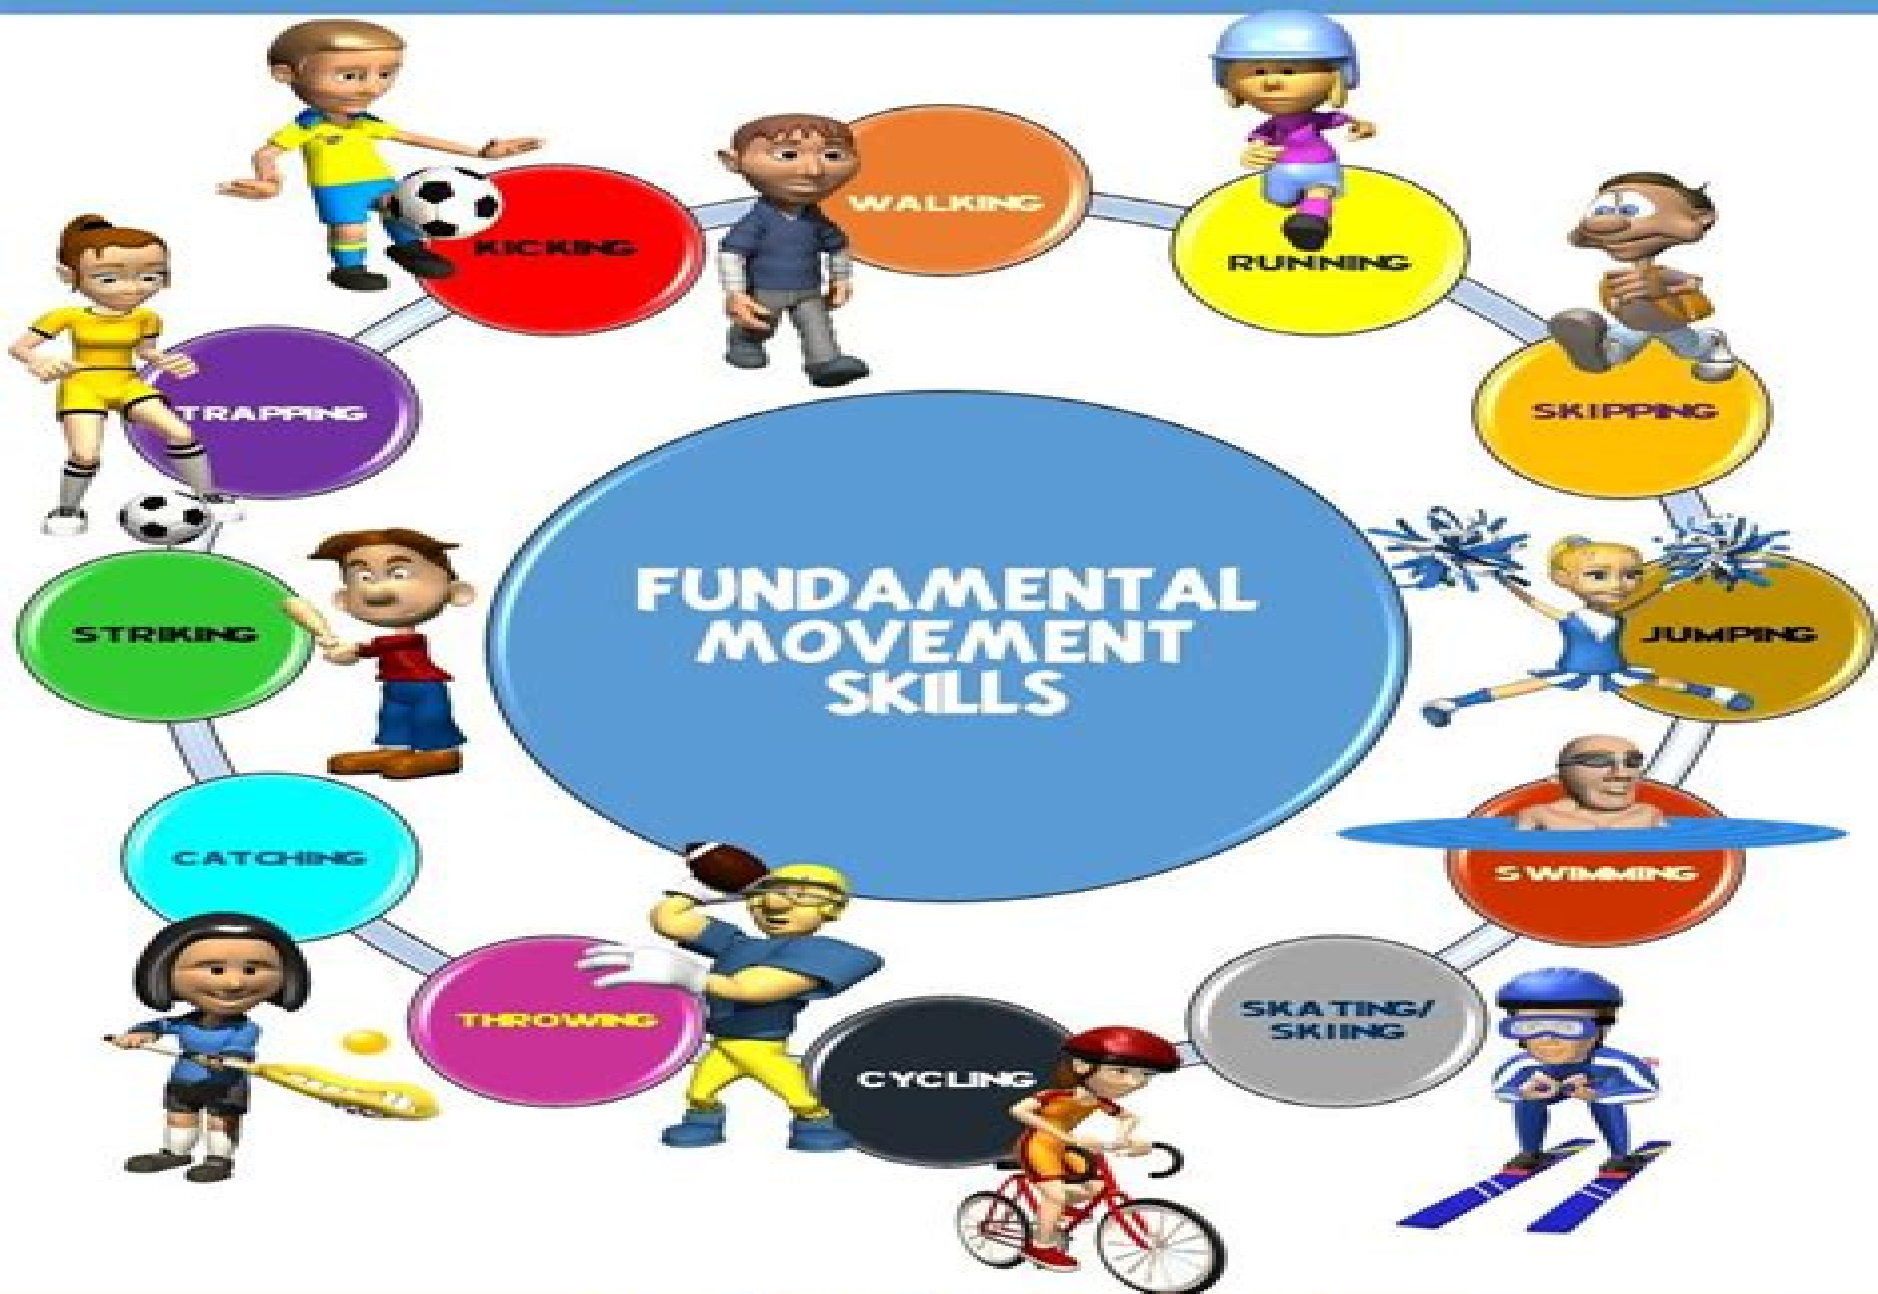 FUNDAMENTAL
MOVEMENT
SKILLS
WALKING
RUNNING
SKIPPING
JUMPING
SWIMMING
SKATING/
SKIING
CYCLING
THROWING
CATCHING
STRIKING
TRAPPING
KICKING